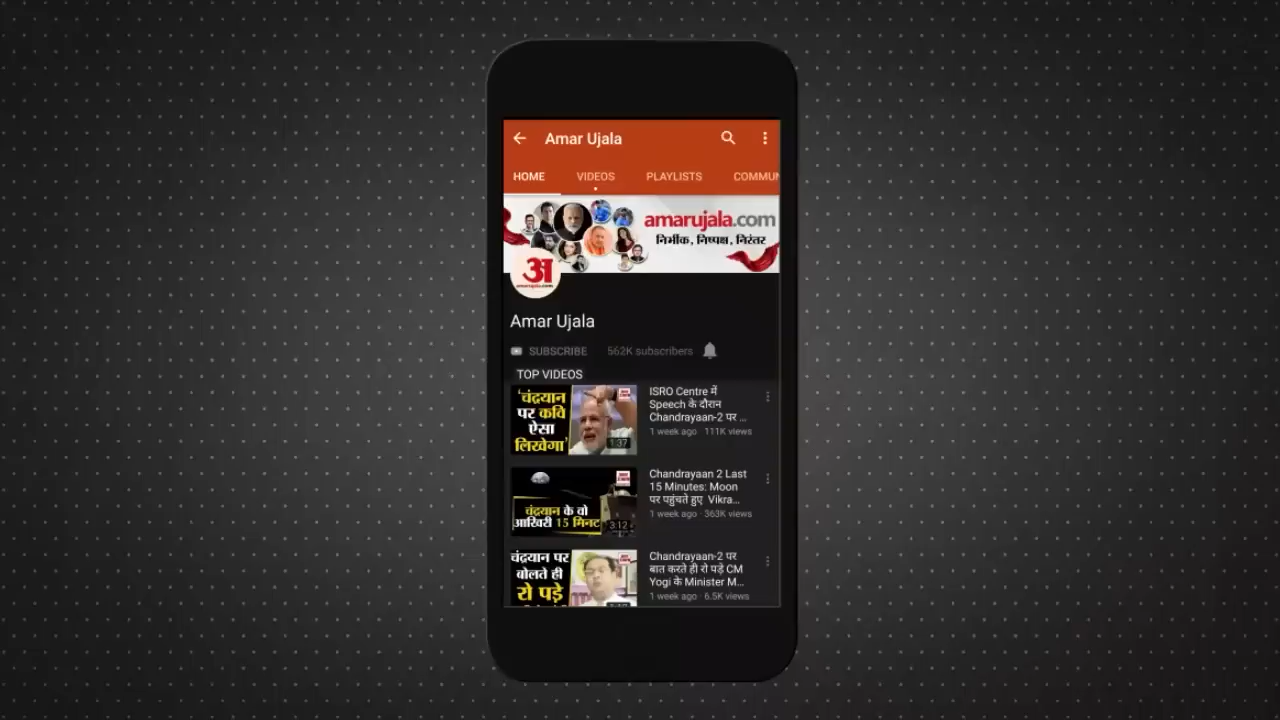 Amar Ujala
HOME VIDEOS PLAYLISTS COMMUN
amarujala.com
निर्भीक, निष्पक्ष, निरंतर
अ
amarujala.com
Amar Ujala
SUBSCRIBE 562K subscribers
TOP VIDEOS
'चंद्रयान
पर कवि
ऐसा
लिखेगा'
1:37
ISRO Centre में
Speech के दौरान
Chandrayaan-2 पर ...
1 week ago · 111K views
चंद्रयान के वो
आखिरी 15 मिनट
3:12
Chandrayaan 2 Last
15 Minutes: Moon
पर पहुंचते हुए Vikra...
1 week ago · 363K views
चंद्रयान पर
बोलते ही
रो पड़े
Chandrayaan-2 पर
बात करते ही रो पड़े CM
Yogi के Minister M...
1 week ago · 6.5K views